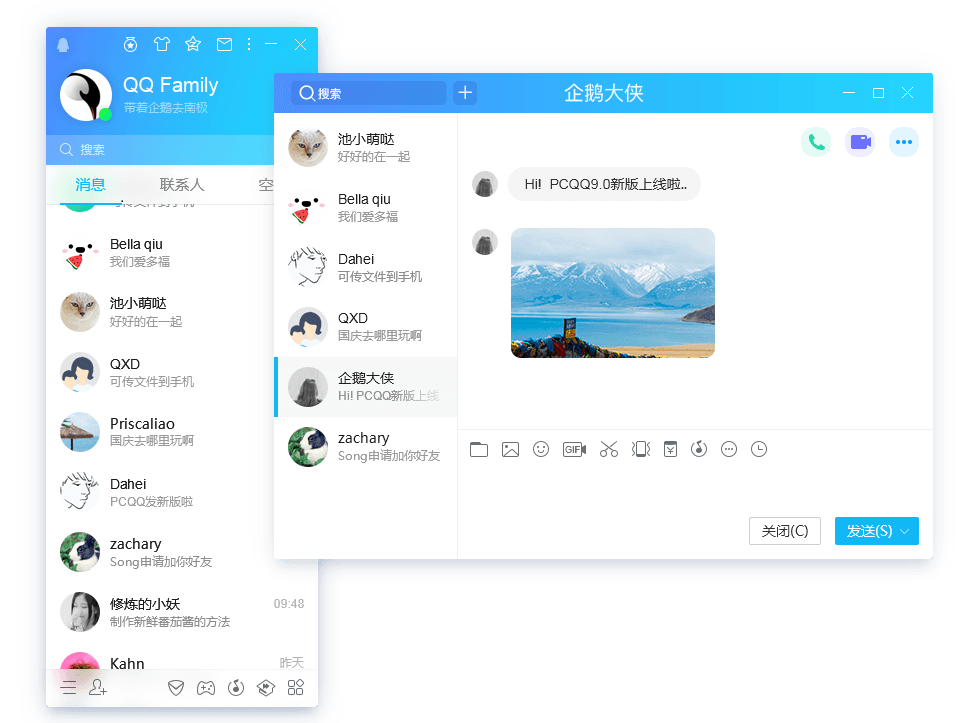 QQ Family
带着企鹅去南极
搜索
消息
联系人
空
可传文件到手机
Bella qiu
我们爱多福
池小萌哒
好好的在一起
QXD
可传文件到手机
Priscaliao
国庆去哪里玩啊
Dahei
PCQQ发新版啦
zachary
Song申请加你好友
修炼的小妖
09:48
制作新鲜番茄酱的方法
Kahn
昨天
搜索
企鹅大侠
池小萌哒
好好的在一起
Bella qiu
我们爱多福
Dahei
可传文件到手机
QXD
国庆去哪里玩啊
企鹅大侠
Hi! PCQQ新版上线
zachary
Song申请加你好友
Hi! PCQQ9.0新版上线啦..
GIF
关闭(C)
发送(S)